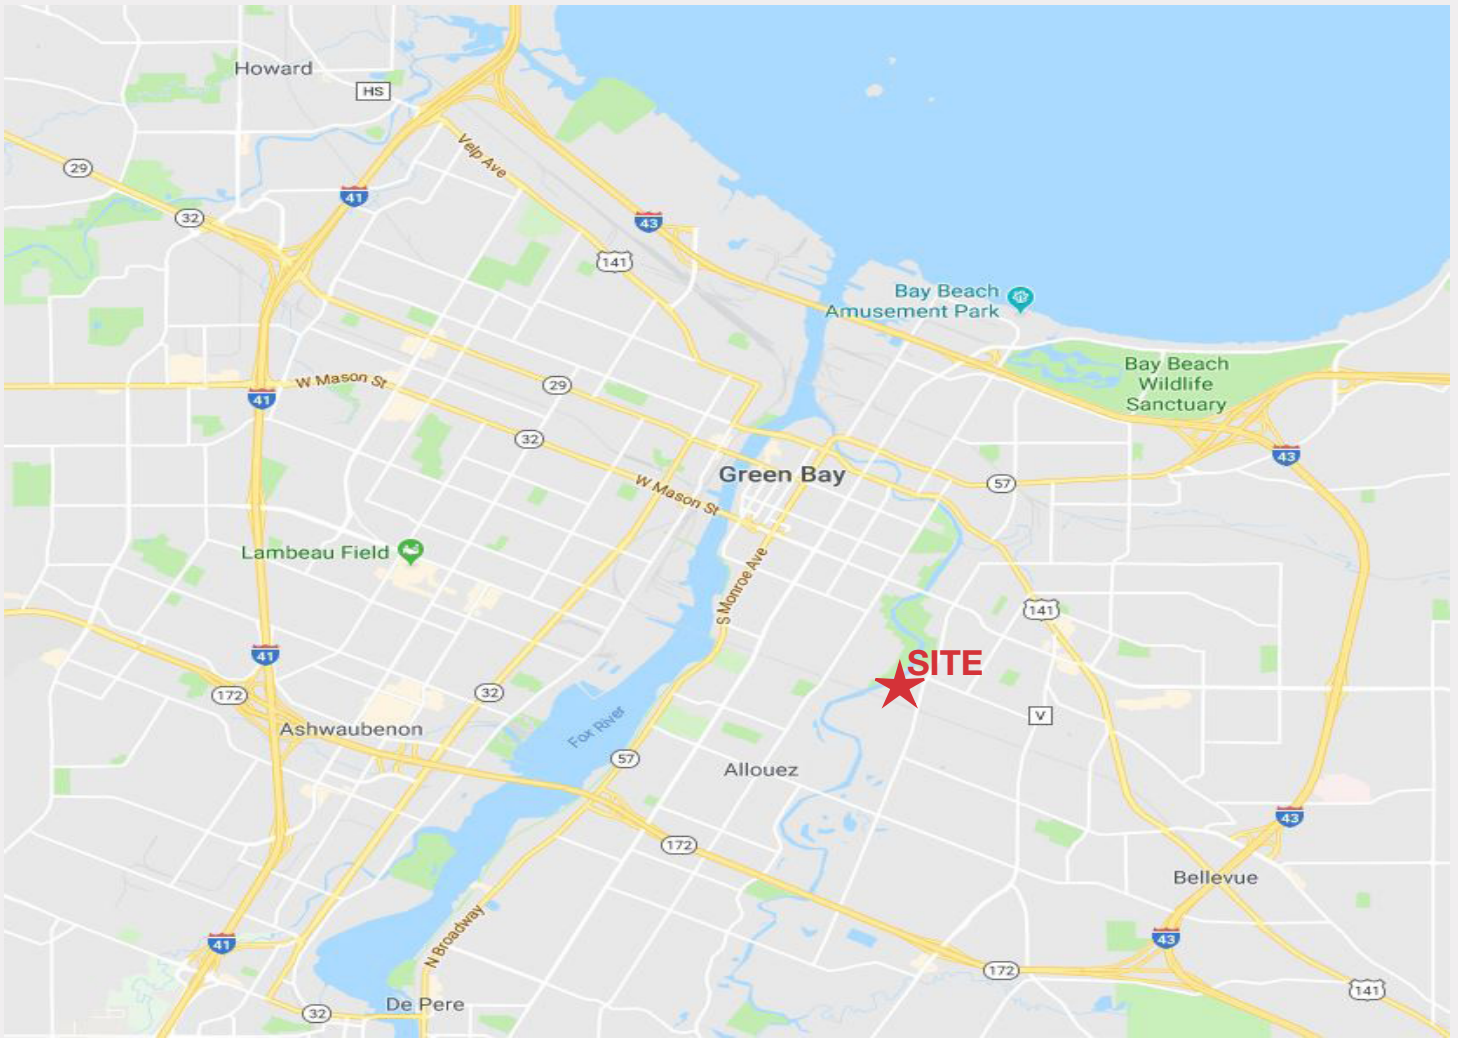 Howard
HS
Velp Ave
29
41
32
43
141
Bay Beach
Amusement Park
Bay Beach
Wildlife
Sanctuary
W Mason St
29
41
32
43
Green Bay
W Mason St
57
Lambeau Field
S Monroe Ave
141
41
SITE
172
32
V
Ashwaubenon
Fox River
57
Allouez
43
172
Bellevue
N Broadway
41
43
172
141
De Pere
32